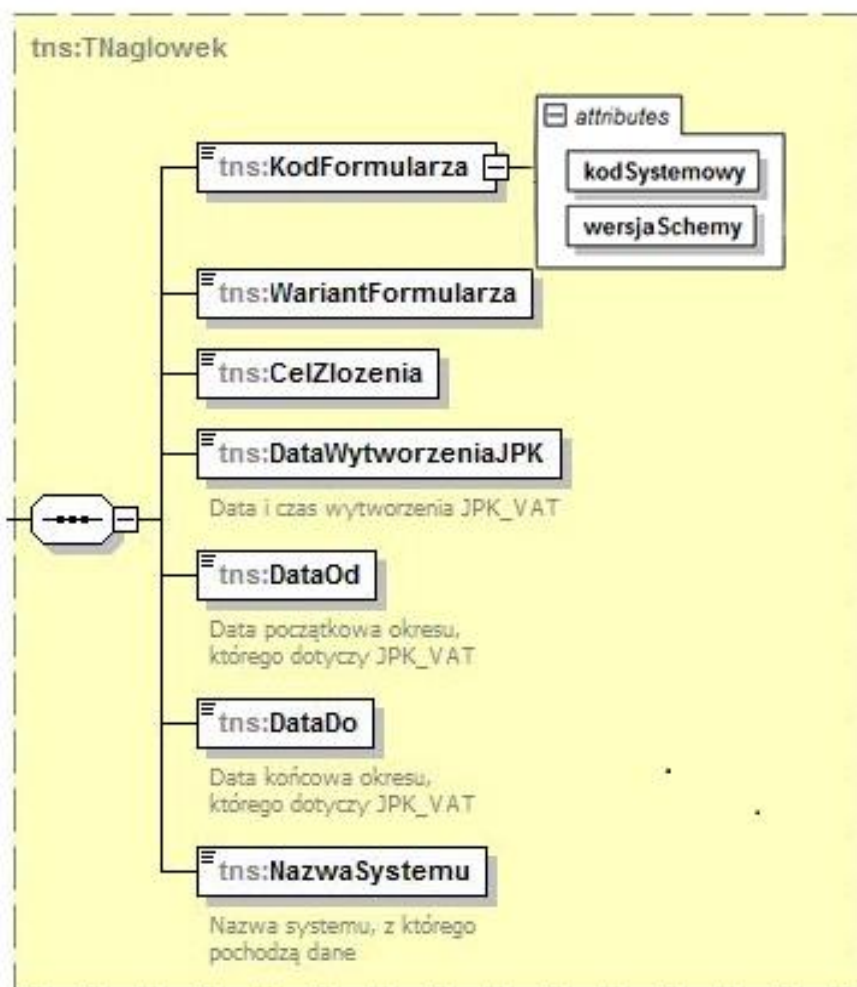 tns:TNaglowek
attributes
tns:KodFormularza
kodSystemowy
wersjaSchemy
tns:WariantFormularza
tns:CelZlozenia
tns:DataWytworzeniaJPK
Data i czas wytworzenia JPK_VAT
tns:DataOd
Data początkowa okresu,
którego dotyczy JPK_VAT
tns:DataDo
Data końcowa okresu,
którego dotyczy JPK_VAT
tns:NazwaSystemu
Nazwa systemu, z którego
pochodzą dane